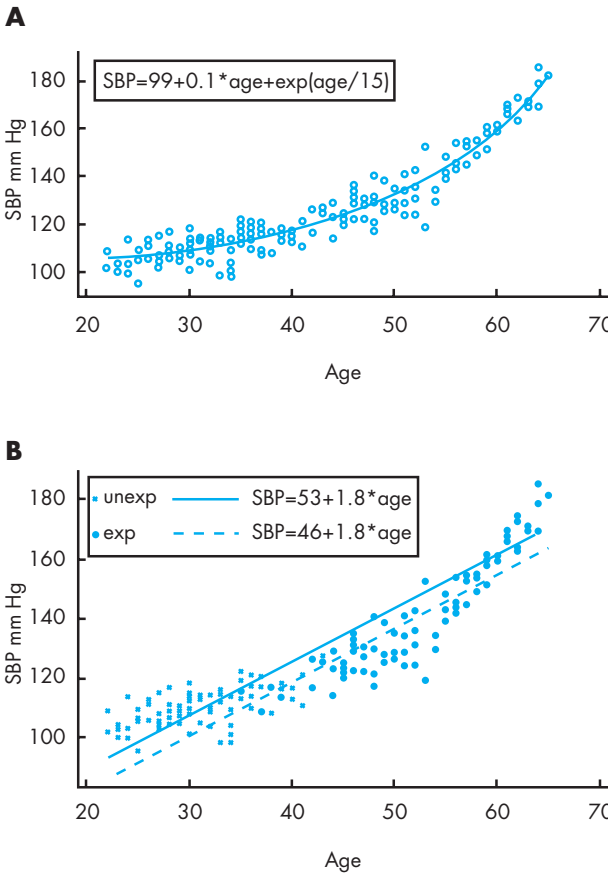 A
SBP=99+0.1*age+exp(age/15)
180
160
140
120
100
SBP mm Hg
20 30 40 50 60 70
Age
B
unexp SBP=53+1.8*age
exp SBP=46+1.8*age
180
160
140
120
100
SBP mm Hg
20 30 40 50 60 70
Age